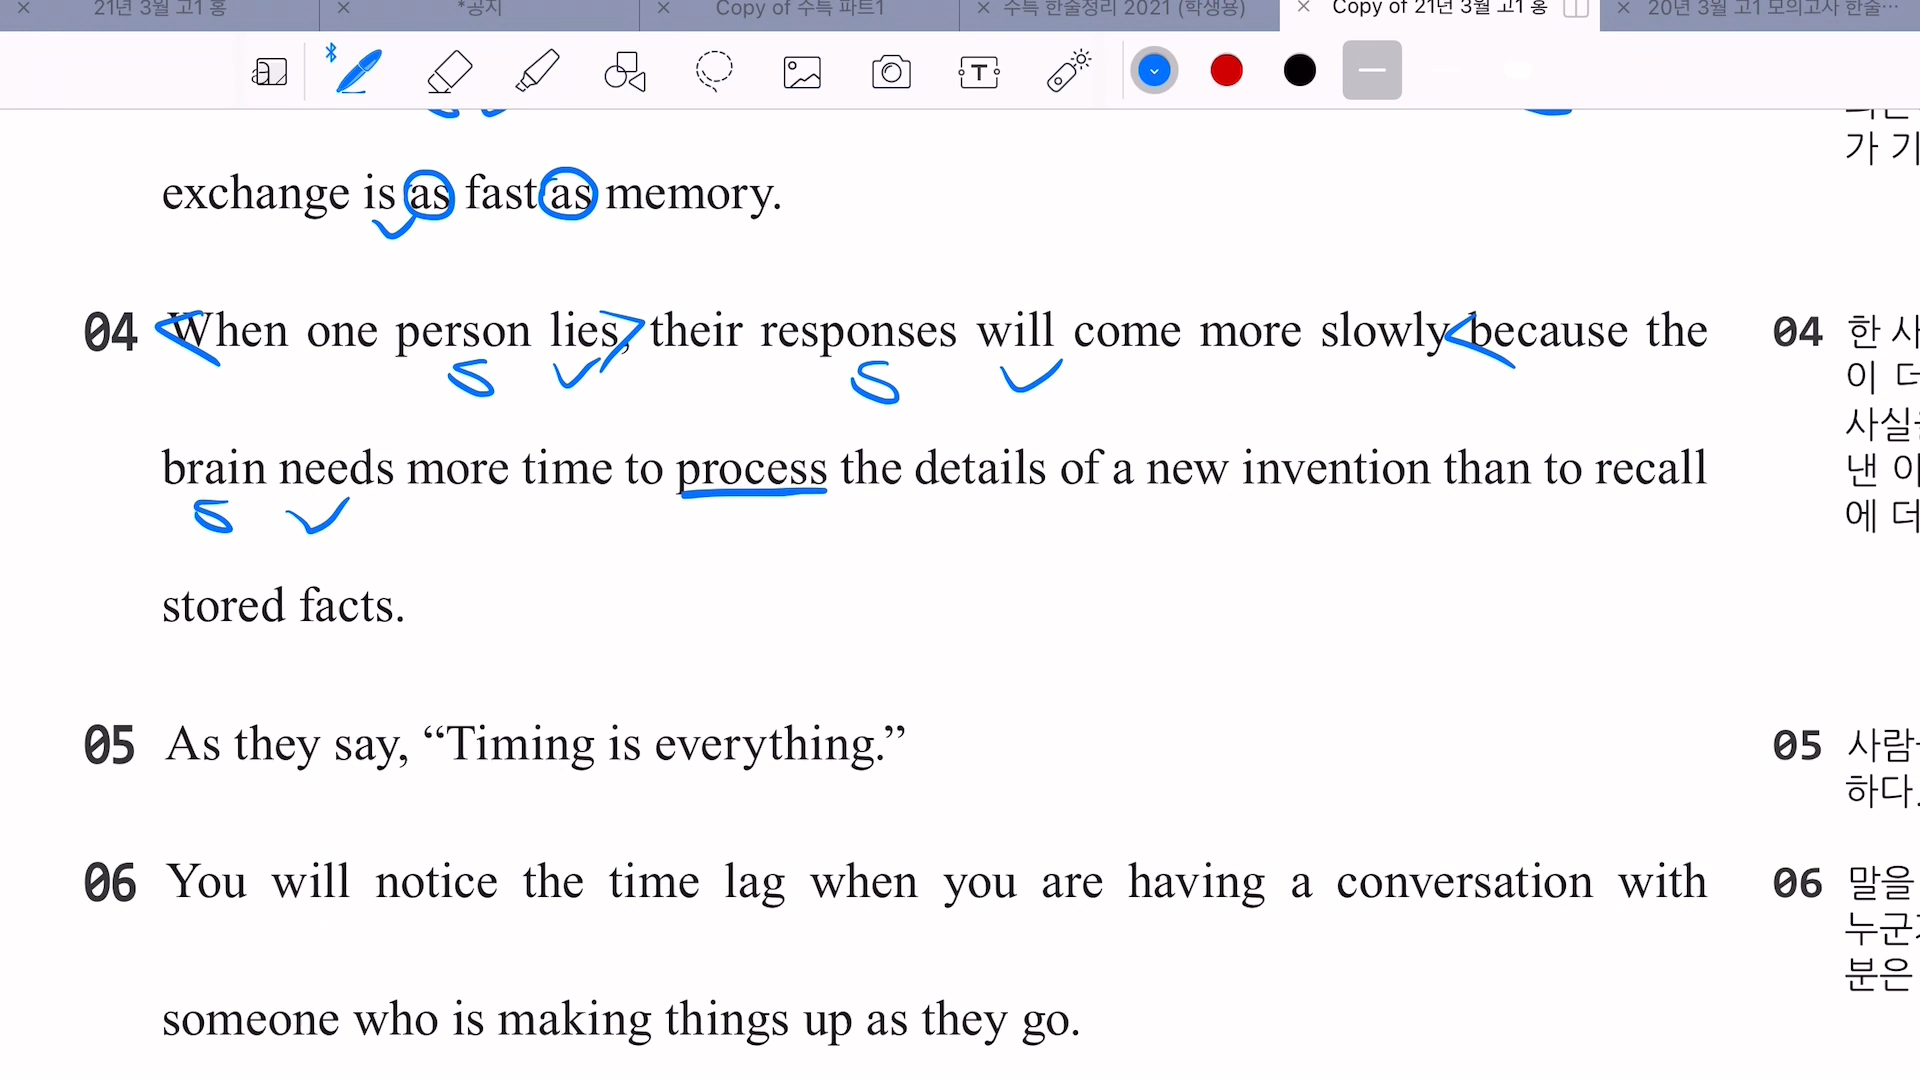 21년 3월 고1 홍
*공지
Copy of 수특 파트1
수특 한술정리 2021 (학생용)
Copy of 21년 3월 고1 홍
20년 3월 고1 모의고사 한술…
exchange is as fast as memory.
04 When one person lies, their responses will come more slowly because the
brain needs more time to process the details of a new invention than to recall
stored facts.
05 As they say, “Timing is everything.”
06 You will notice the time lag when you are having a conversation with
someone who is making things up as they go.
가 기
04 한 사
이 더
사실을
낸 이
에 더
05 사람들
하다.
06 말을
누군가
분은
S
S
S